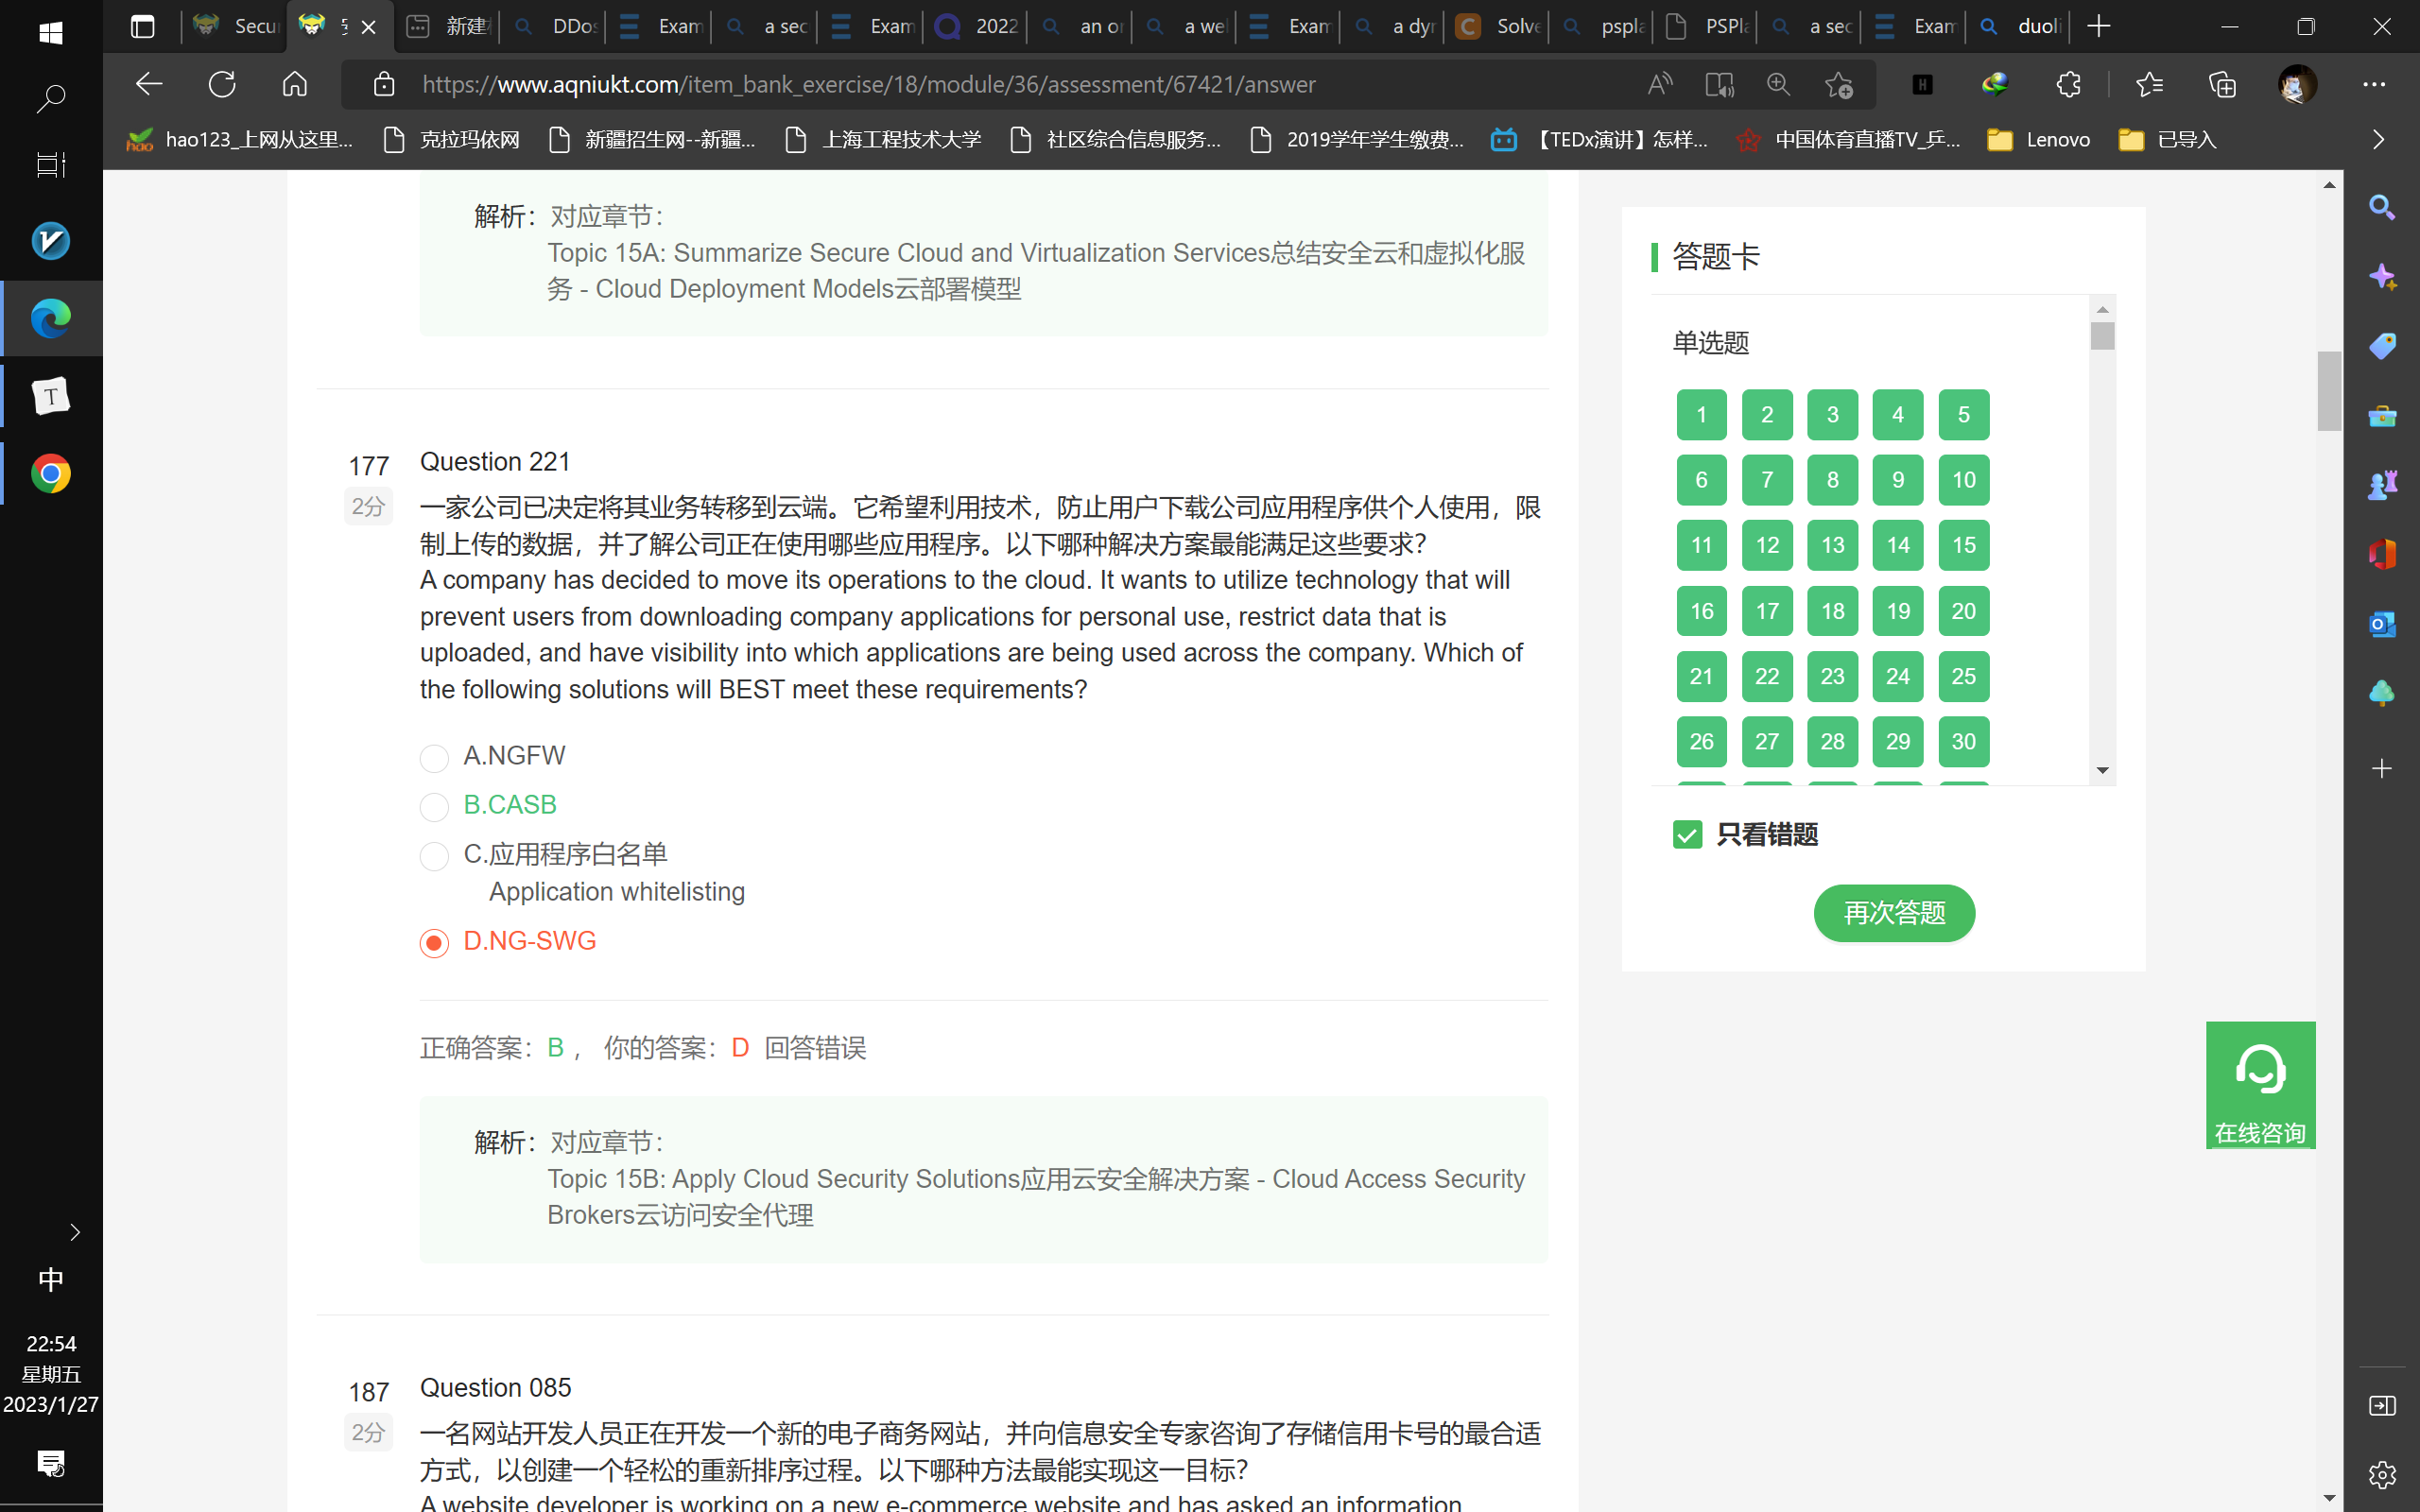 Secu
新建
DDo
Exam
a sec
Exam
2022
an or
a we
Exam
a dyr
Solve
pspla
PSPla
a sec
Exam
duoli
https://www.aqniukt.com/item_bank_exercise/18/module/36/assessment/67421/answer
hao123_上网从这里...
克拉玛依网
新疆招生网--新疆...
上海工程技术大学
社区综合信息服务...
2019学年学生缴费...
【TEDx演讲】怎样...
中国体育直播TV_乒...
Lenovo
已导入
解析： 对应章节：
Topic 15A: Summarize Secure Cloud and Virtualization Services总结安全云和虚拟化服
务 - Cloud Deployment Models云部署模型
177
2分
Question 221
一家公司已决定将其业务转移到云端。它希望利用技术，防止用户下载公司应用程序供个人使用，限
制上传的数据，并了解公司正在使用哪些应用程序。以下哪种解决方案最能满足这些要求？
A company has decided to move its operations to the cloud. It wants to utilize technology that will
prevent users from downloading company applications for personal use, restrict data that is
uploaded, and have visibility into which applications are being used across the company. Which of
the following solutions will BEST meet these requirements?
A.NGFW
B.CASB
C.应用程序白名单
Application whitelisting
D.NG-SWG
正确答案：B， 你的答案：D 回答错误
解析： 对应章节：
Topic 15B: Apply Cloud Security Solutions应用云安全解决方案 - Cloud Access Security
Brokers云访问安全代理
187
2分
Question 085
一名网站开发人员正在开发一个新的电子商务网站，并向信息安全专家咨询了存储信用卡号的最合适
方式，以创建一个轻松的重新排序过程。以下哪种方法最能实现这一目标？
A website developer is working on a new e-commerce website and has asked an information
答题卡
单选题
1 2 3 4 5
6 7 8 9 10
11 12 13 14 15
16 17 18 19 20
21 22 23 24 25
26 27 28 29 30
只看错题
再次答题
在线咨询
中
22:54
星期五
2023/1/27